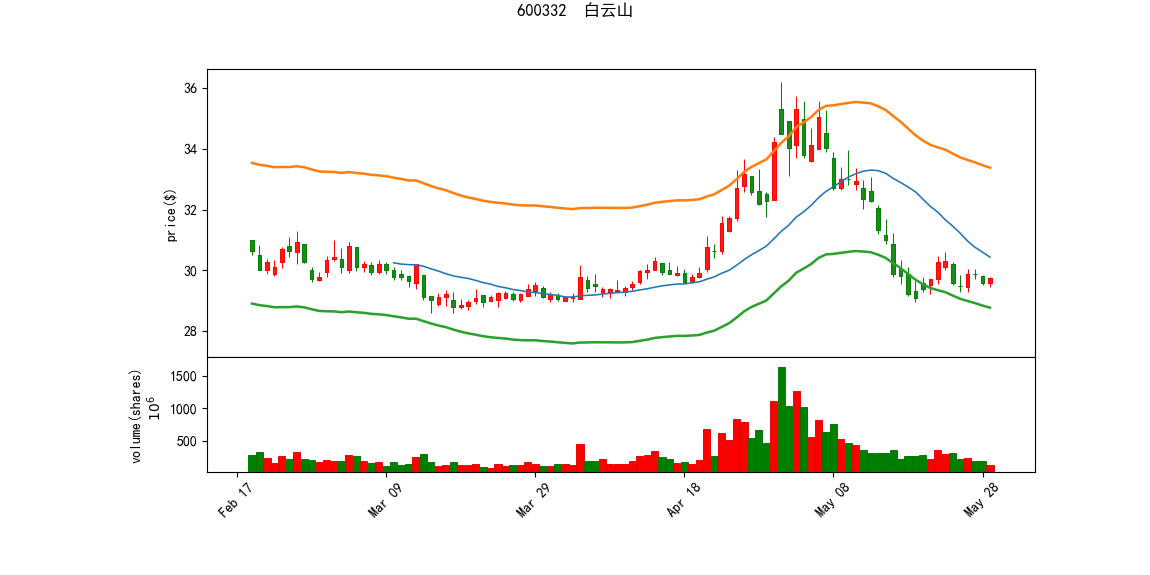 600332 白云山
price($)
36
34
32
30
28
volume(shares)
10^6
1500
1000
500
Feb 17
Mar 09
Mar 29
Apr 18
May 08
May 28